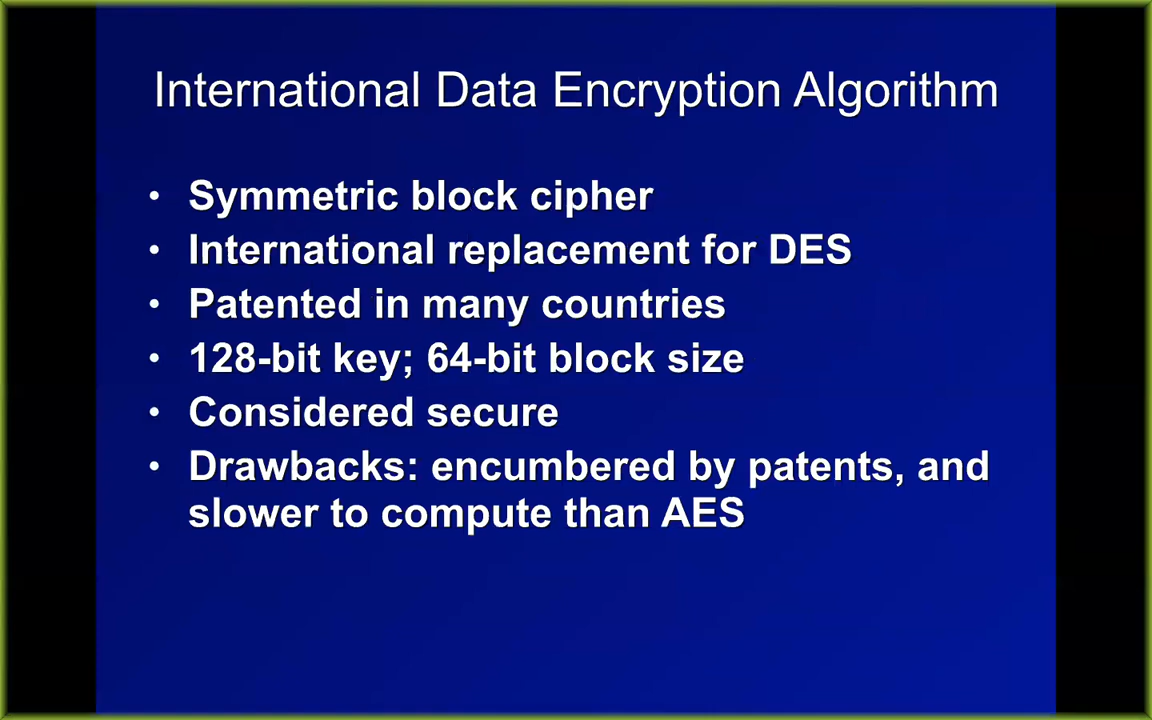 International Data Encryption Algorithm
• Symmetric block cipher
• International replacement for DES
• Patented in many countries
• 128-bit key; 64-bit block size
• Considered secure
• Drawbacks: encumbered by patents, and
slower to compute than AES